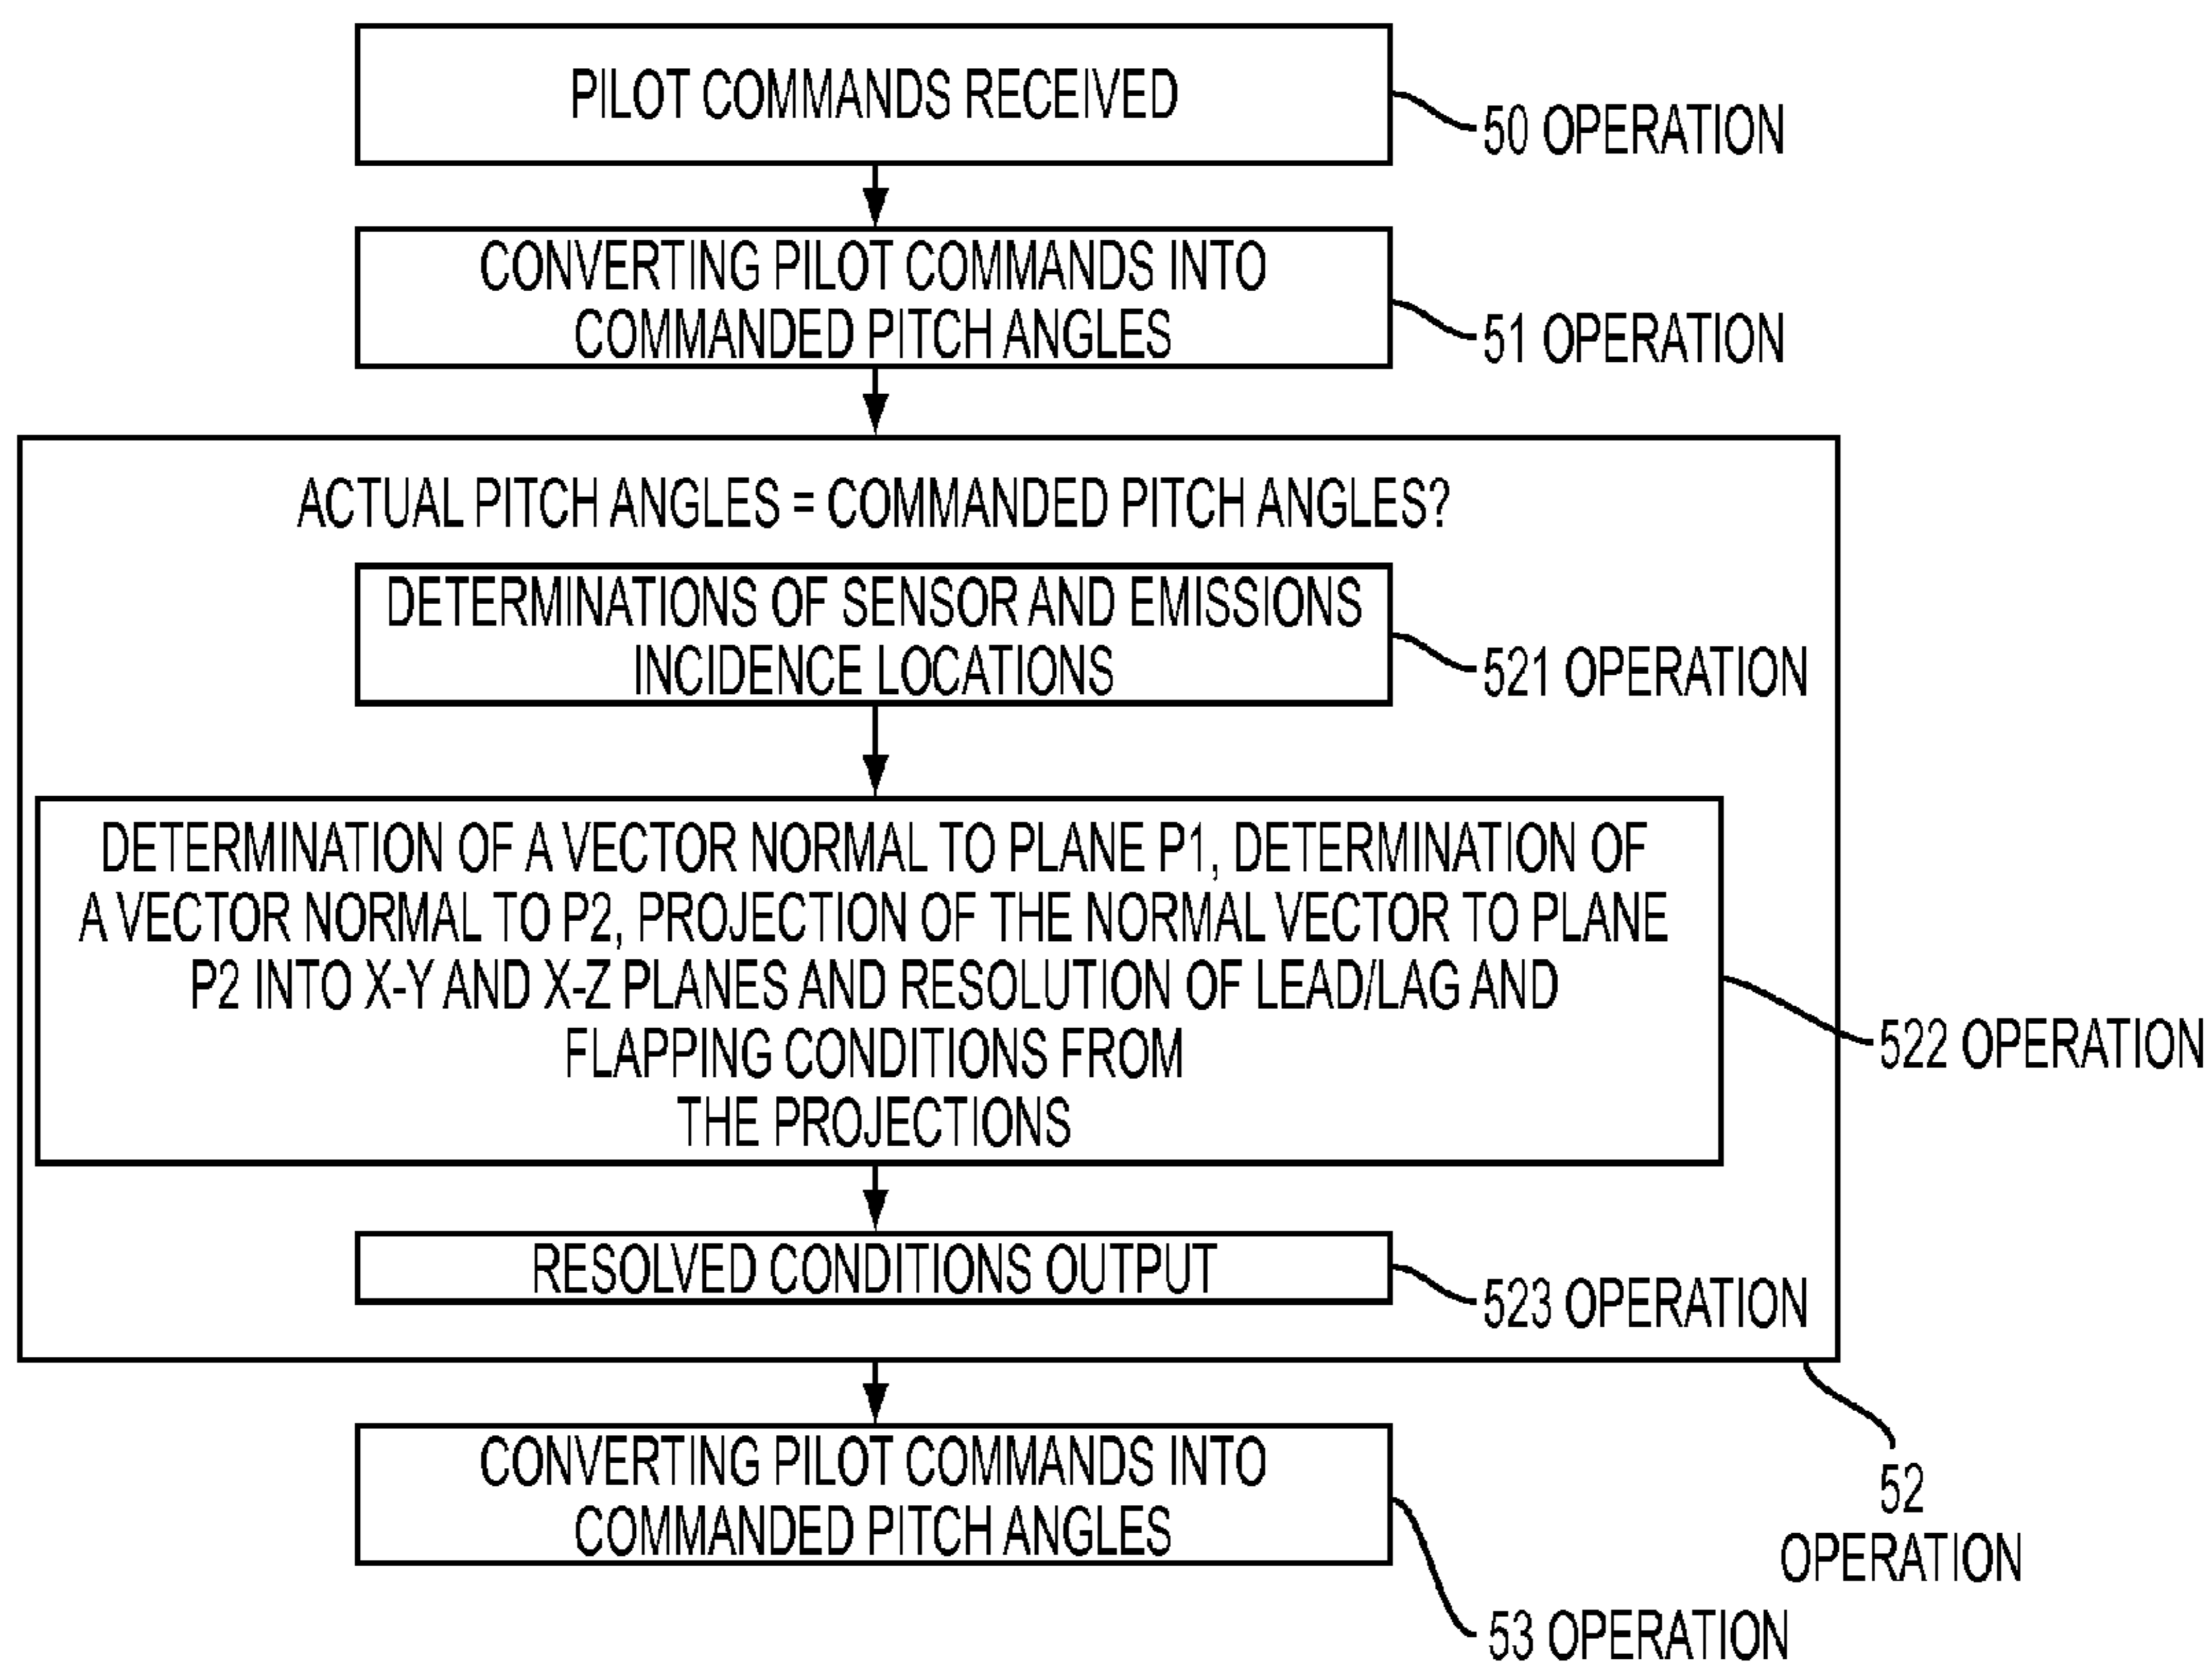 PILOT COMMANDS RECEIVED
50 OPERATION
CONVERTING PILOT COMMANDS INTO
COMMANDED PITCH ANGLES
51 OPERATION
ACTUAL PITCH ANGLES = COMMANDED PITCH ANGLES?
DETERMINATIONS OF SENSOR AND EMISSIONS
INCIDENCE LOCATIONS
521 OPERATION
DETERMINATION OF A VECTOR NORMAL TO PLANE P1, DETERMINATION OF
A VECTOR NORMAL TO P2, PROJECTION OF THE NORMAL VECTOR TO PLANE
P2 INTO X-Y AND X-Z PLANES AND RESOLUTION OF LEAD/LAG AND
FLAPPING CONDITIONS FROM
THE PROJECTIONS
522 OPERATION
RESOLVED CONDITIONS OUTPUT
523 OPERATION
52
OPERATION
CONVERTING PILOT COMMANDS INTO
COMMANDED PITCH ANGLES
53 OPERATION